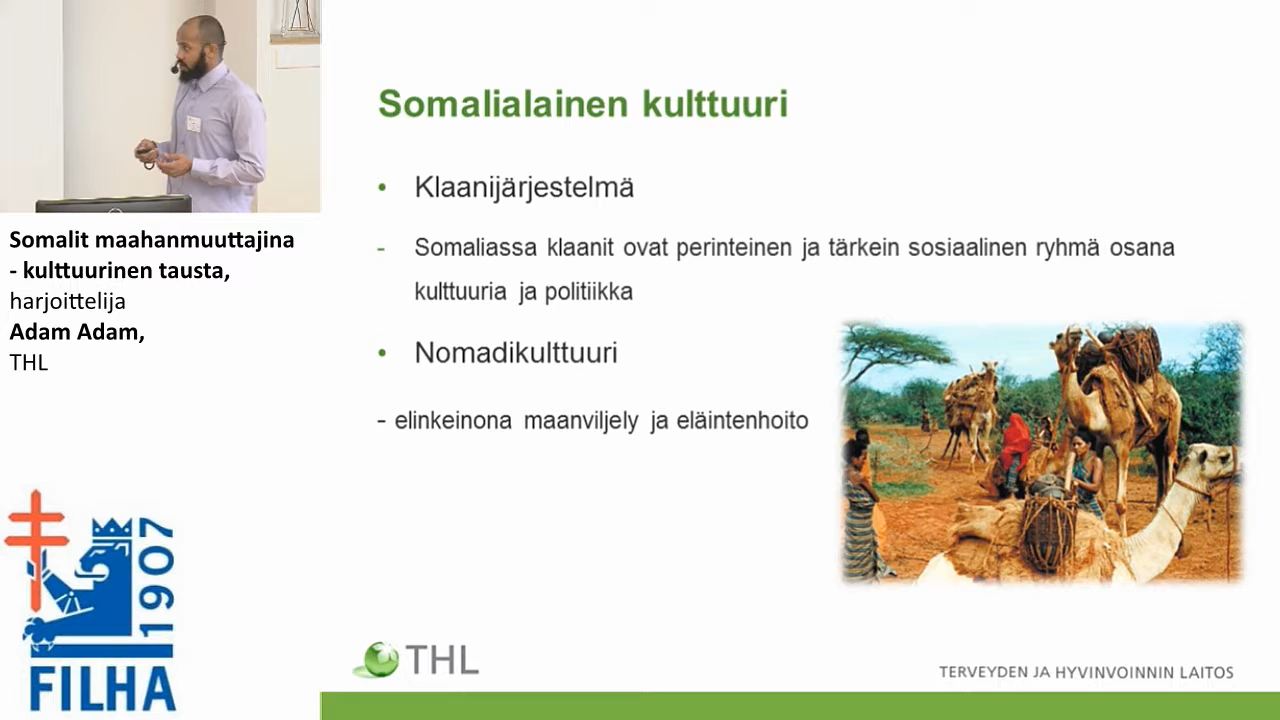 Somalialainen kulttuuri
• Klaanijärjestelmä
- Somaliassa klaanit ovat perinteinen ja tärkein sosiaalinen ryhmä osana
kulttuuria ja politiikka
• Nomadikulttuuri
- elinkeinona maanviljely ja eläintenhoito
Somalit maahanmuuttajina
- kulttuurinen tausta,
harjoittelija
Adam Adam,
THL
1907
FILHA
THL
TERVEYDEN JA HYVINVOINNIN LAITOS